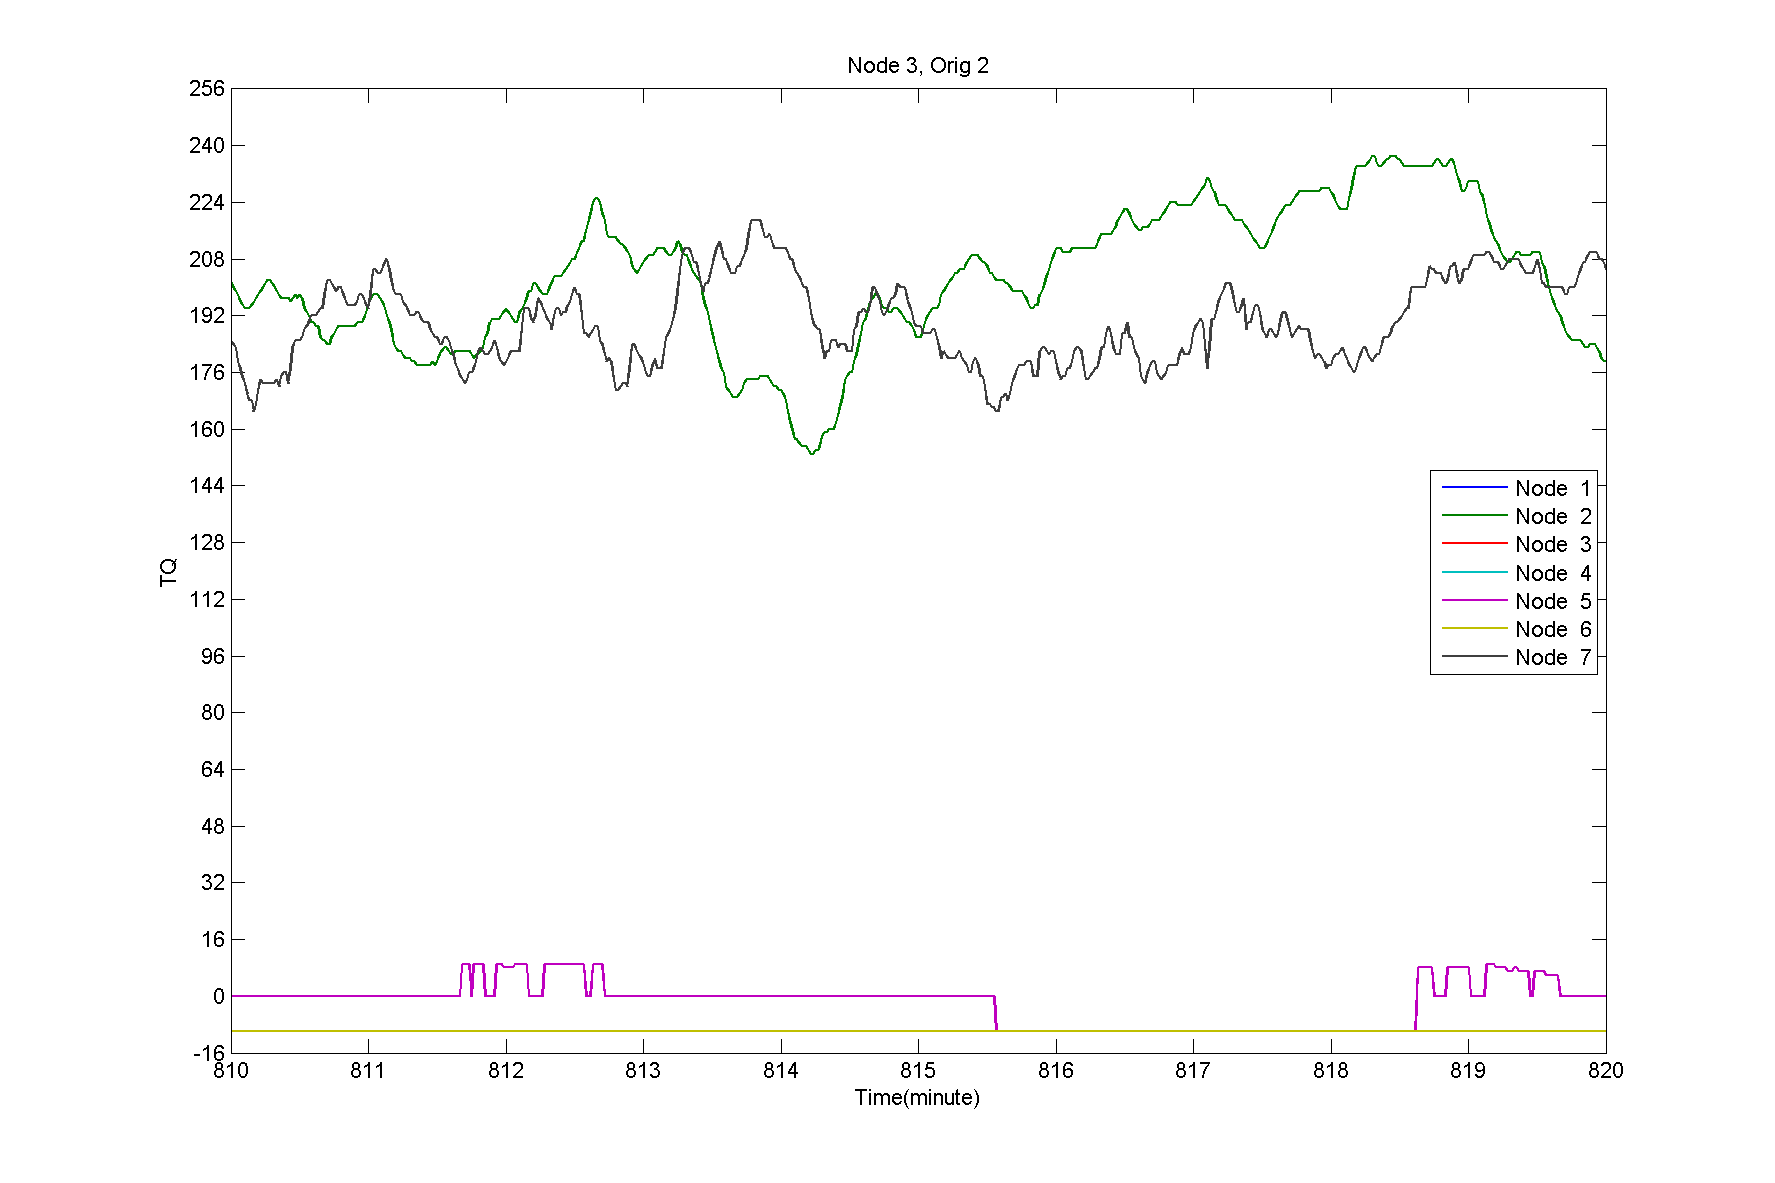 Node 3, Orig 2
256
240
224
208
192
176
160
144
128
112
96
80
64
48
32
16
0
-16
TQ
Node 1
Node 2
Node 3
Node 4
Node 5
Node 6
Node 7
810 811 812 813 814 815 816 817 818 819 820
Time(minute)